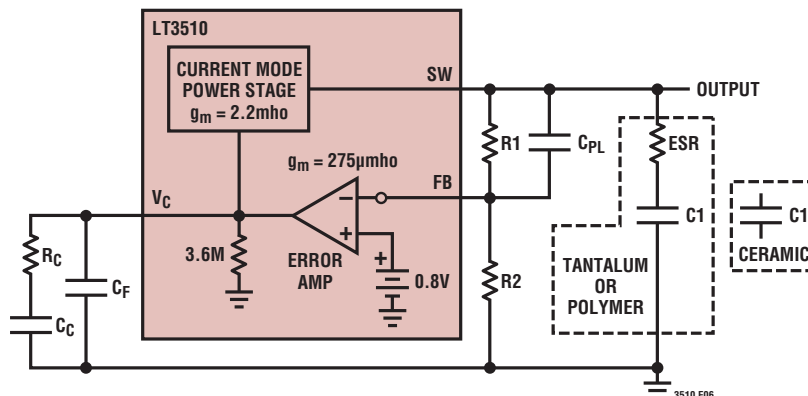 LT3510
CURRENT MODE
POWER STAGE
gm = 2.2mho
SW
OUTPUT
R1
CPL
ESR
gm = 275µmho
VC
FB
C1
C1
CERAMIC
RC
CF
3.6M
ERROR
AMP
0.8V
R2
TANTALUM
OR
POLYMER
CC
3510 F06